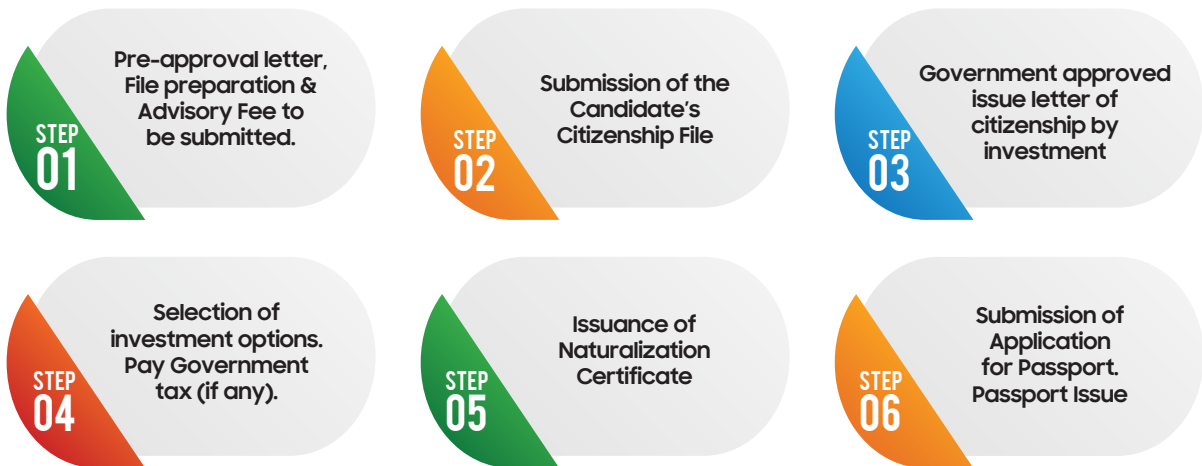 STEP
01
Pre-approval letter,
File preparation &
Advisory Fee to
be submitted.
STEP
02
Submission of the
Candidate's
Citizenship File
STEP
03
Government approved
issue letter of
citizenship by
investment
STEP
04
Selection of
investment options.
Pay Government
tax (if any).
STEP
05
Issuance of
Naturalization
Certificate
STEP
06
Submission of
Application
for Passport.
Passport Issue